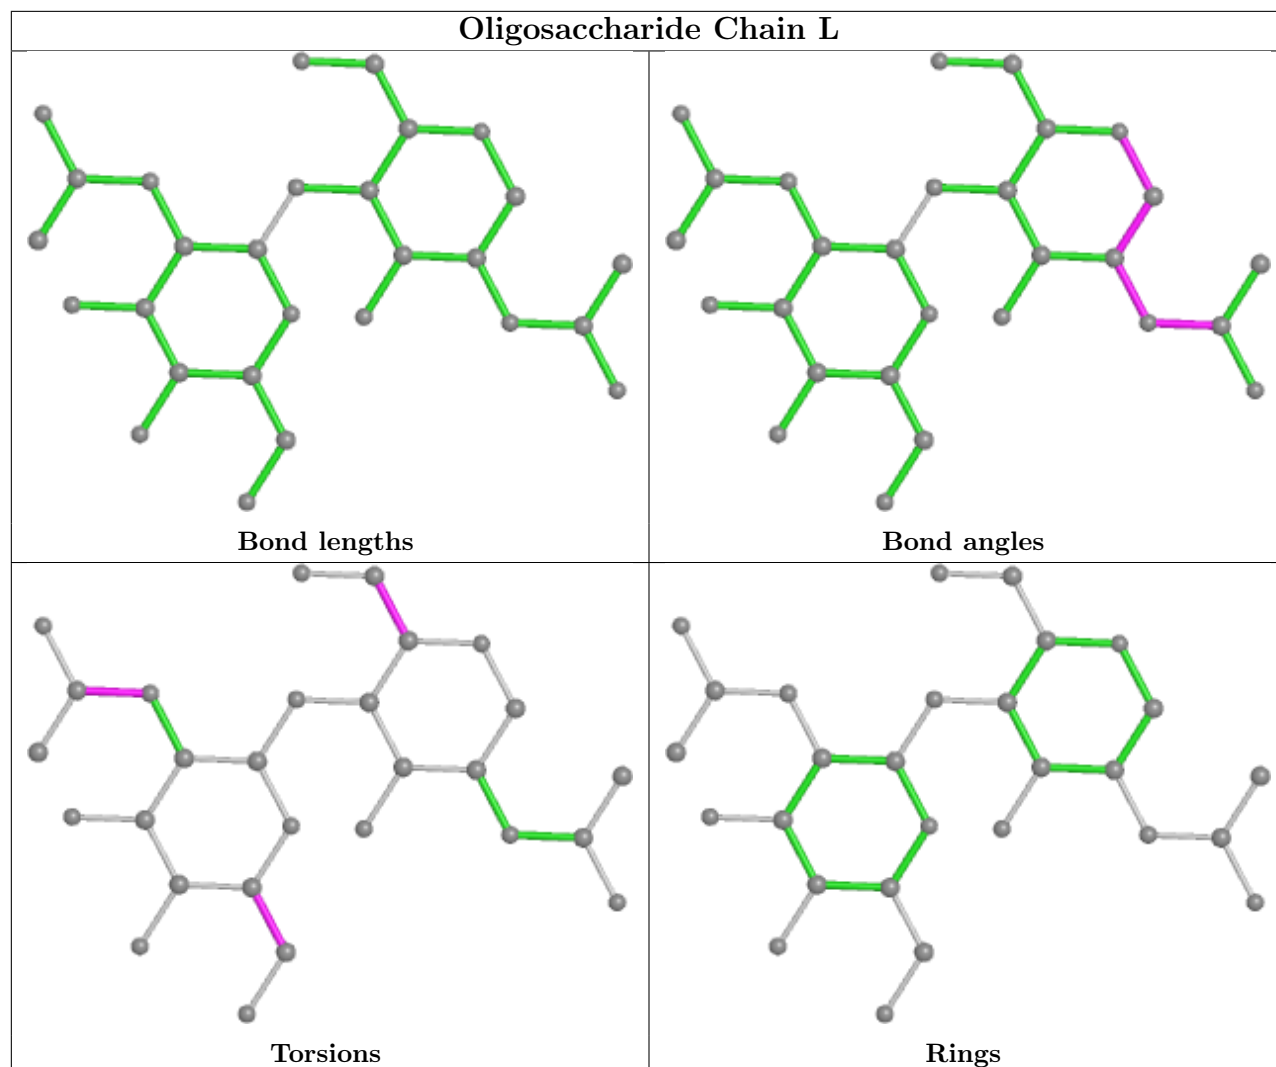 Oligosaccharide Chain L
Bond lengths
Bond angles
Torsions
Rings